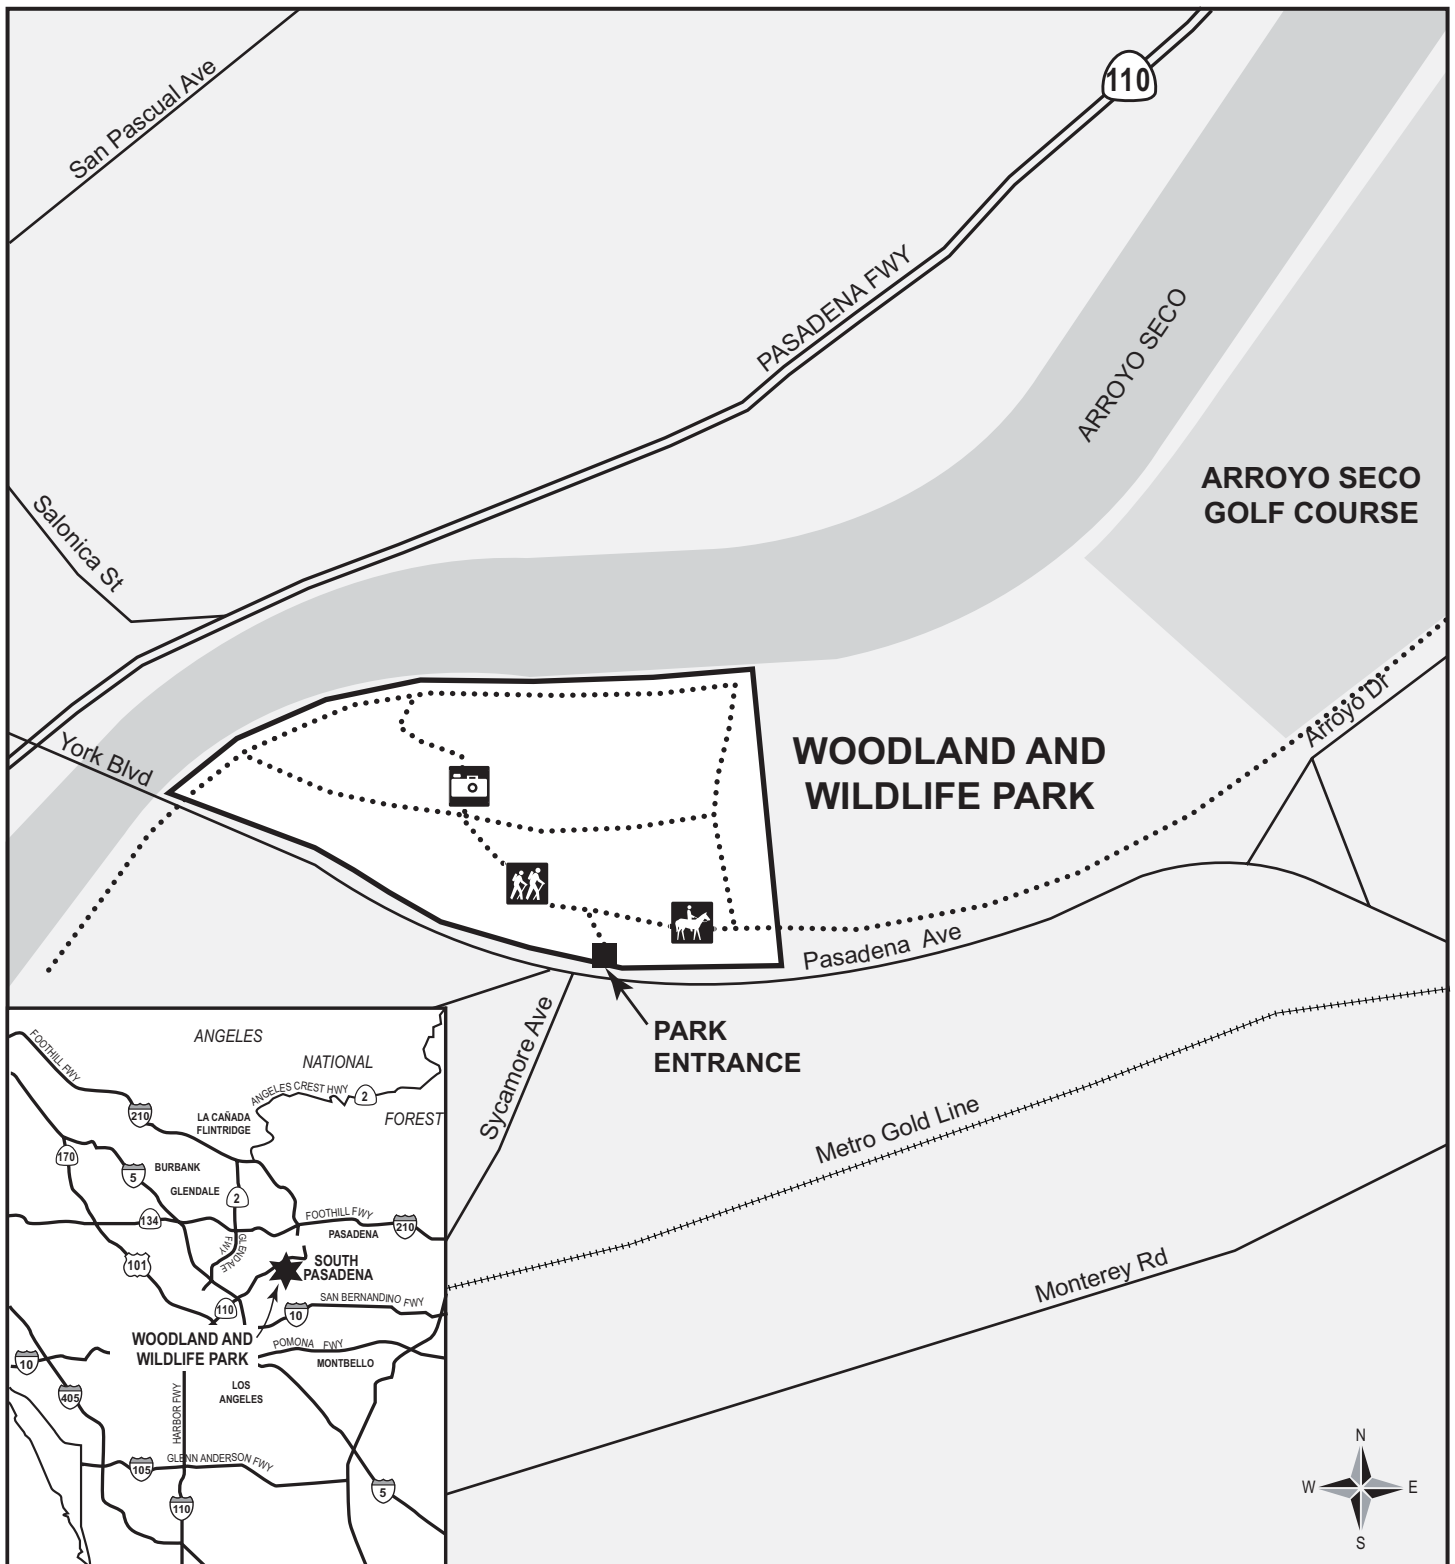 San Pascual Ave
110
PASADENA FWY
ARROYO SECO
ARROYO SECO
GOLF COURSE
Salonica St
York Blvd
WOODLAND AND
WILDLIFE PARK
Arroyo Dr
Pasadena Ave
PARK
ENTRANCE
Sycamore Ave
Metro Gold Line
Monterey Rd
N
W
E
S
ANGELES
NATIONAL
FOREST
FOOTHILL FWY
ANGELES CREST HWY
2
210
LA CAÑADA
FLINTRIDGE
170
5
BURBANK
GLENDALE
2
134
FOOTHILL FWY
210
PASADENA
GLENDALE
FWY
101
SOUTH
PASADENA
110
10
SAN BERNANDINO FWY
WOODLAND AND
WILDLIFE PARK
POMONA FWY
MONTBELLO
10
405
LOS
ANGELES
HARBOR FWY
GLENN ANDERSON FWY
105
110
5